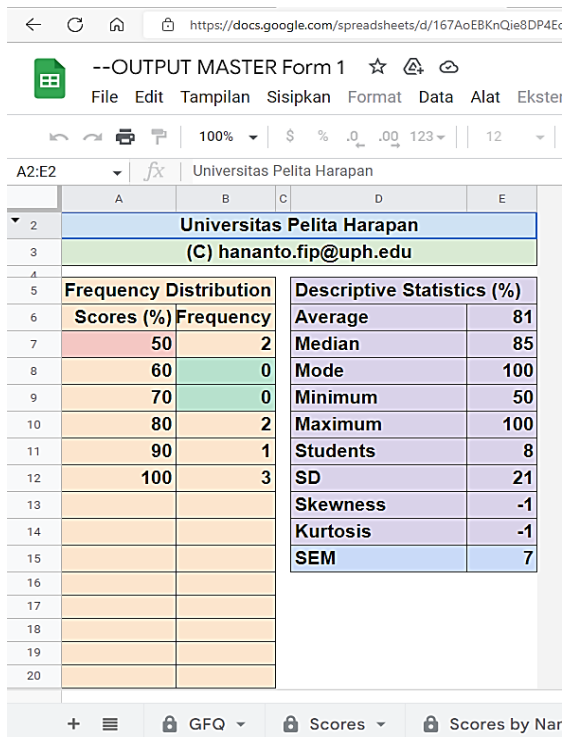 https://docs.google.com/spreadsheets/d/167AoEBKnQie8DP4Ec
--OUTPUT MASTER Form 1
File Edit Tampilan Sisipkan Format Data Alat Ekster
100% $ % .0 .00 123 12
A2:E2 fx Universitas Pelita Harapan
A B C D E
2 Universitas Pelita Harapan
3 (C) hananto.fip@uph.edu
4
5 Frequency Distribution Descriptive Statistics (%)
6 Scores (%) Frequency Average 81
7 50 2 Median 85
8 60 0 Mode 100
9 70 0 Minimum 50
10 80 2 Maximum 100
11 90 1 Students 8
12 100 3 SD 21
13 Skewness -1
14 Kurtosis -1
15 SEM 7
16
17
18
19
20
+ GFQ Scores Scores by Nar